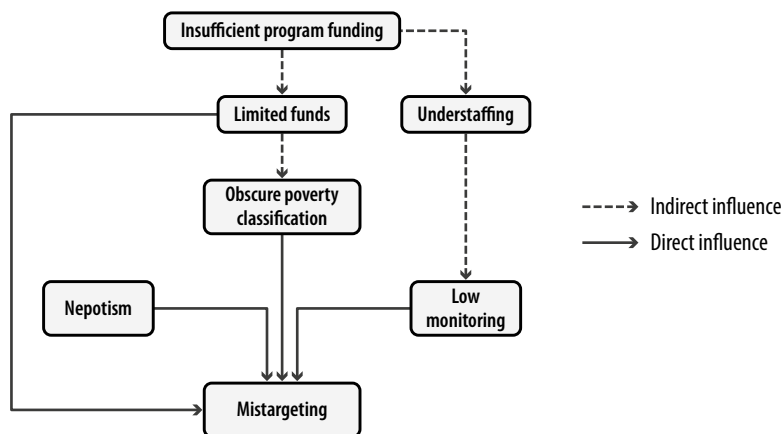 Insufficient program funding
Limited funds
Understaffing
Obscure poverty
classification
Indirect influence
Direct influence
Nepotism
Low
monitoring
Mistargeting